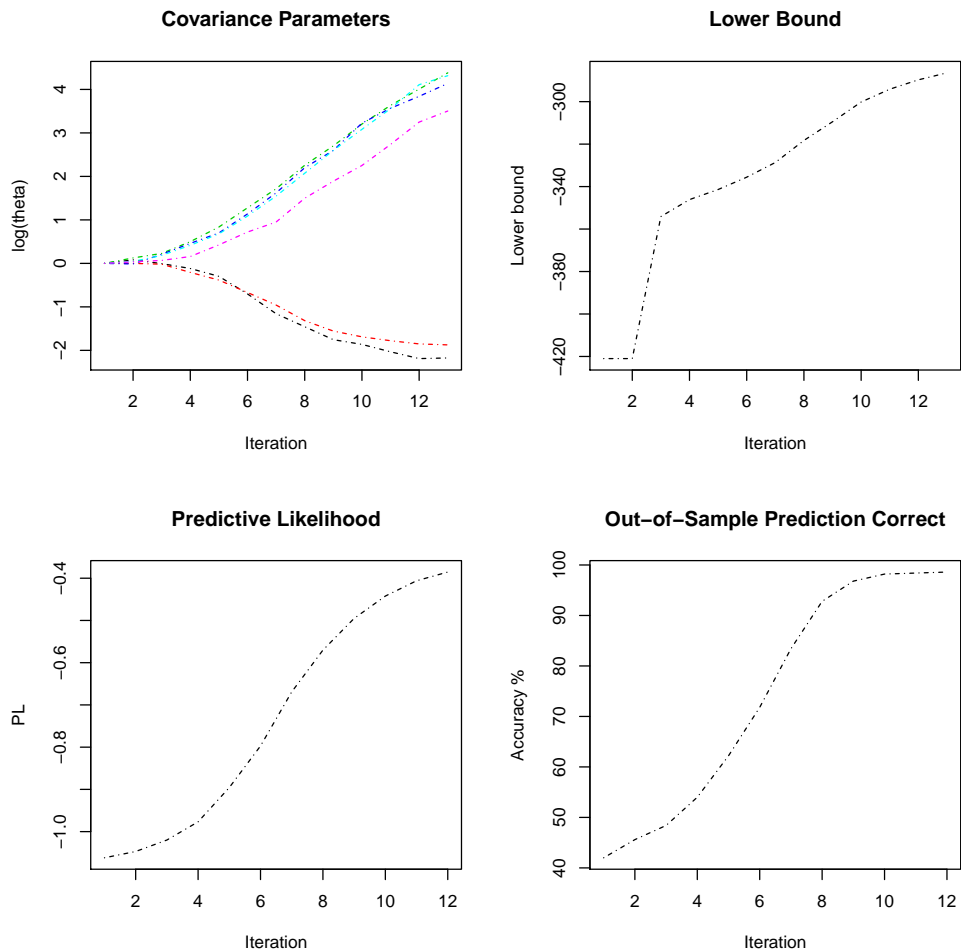 Covariance Parameters
log(theta)
4
3
2
1
0
−1
−2
2 4 6 8 10 12
Iteration
Lower Bound
Lower bound
−300
−340
−380
−420
2 4 6 8 10 12
Iteration
Predictive Likelihood
PL
−0.4
−0.6
−0.8
−1.0
2 4 6 8 10 12
Iteration
Out−of−Sample Prediction Correct
Accuracy %
100
90
80
70
60
50
40
2 4 6 8 10 12
Iteration